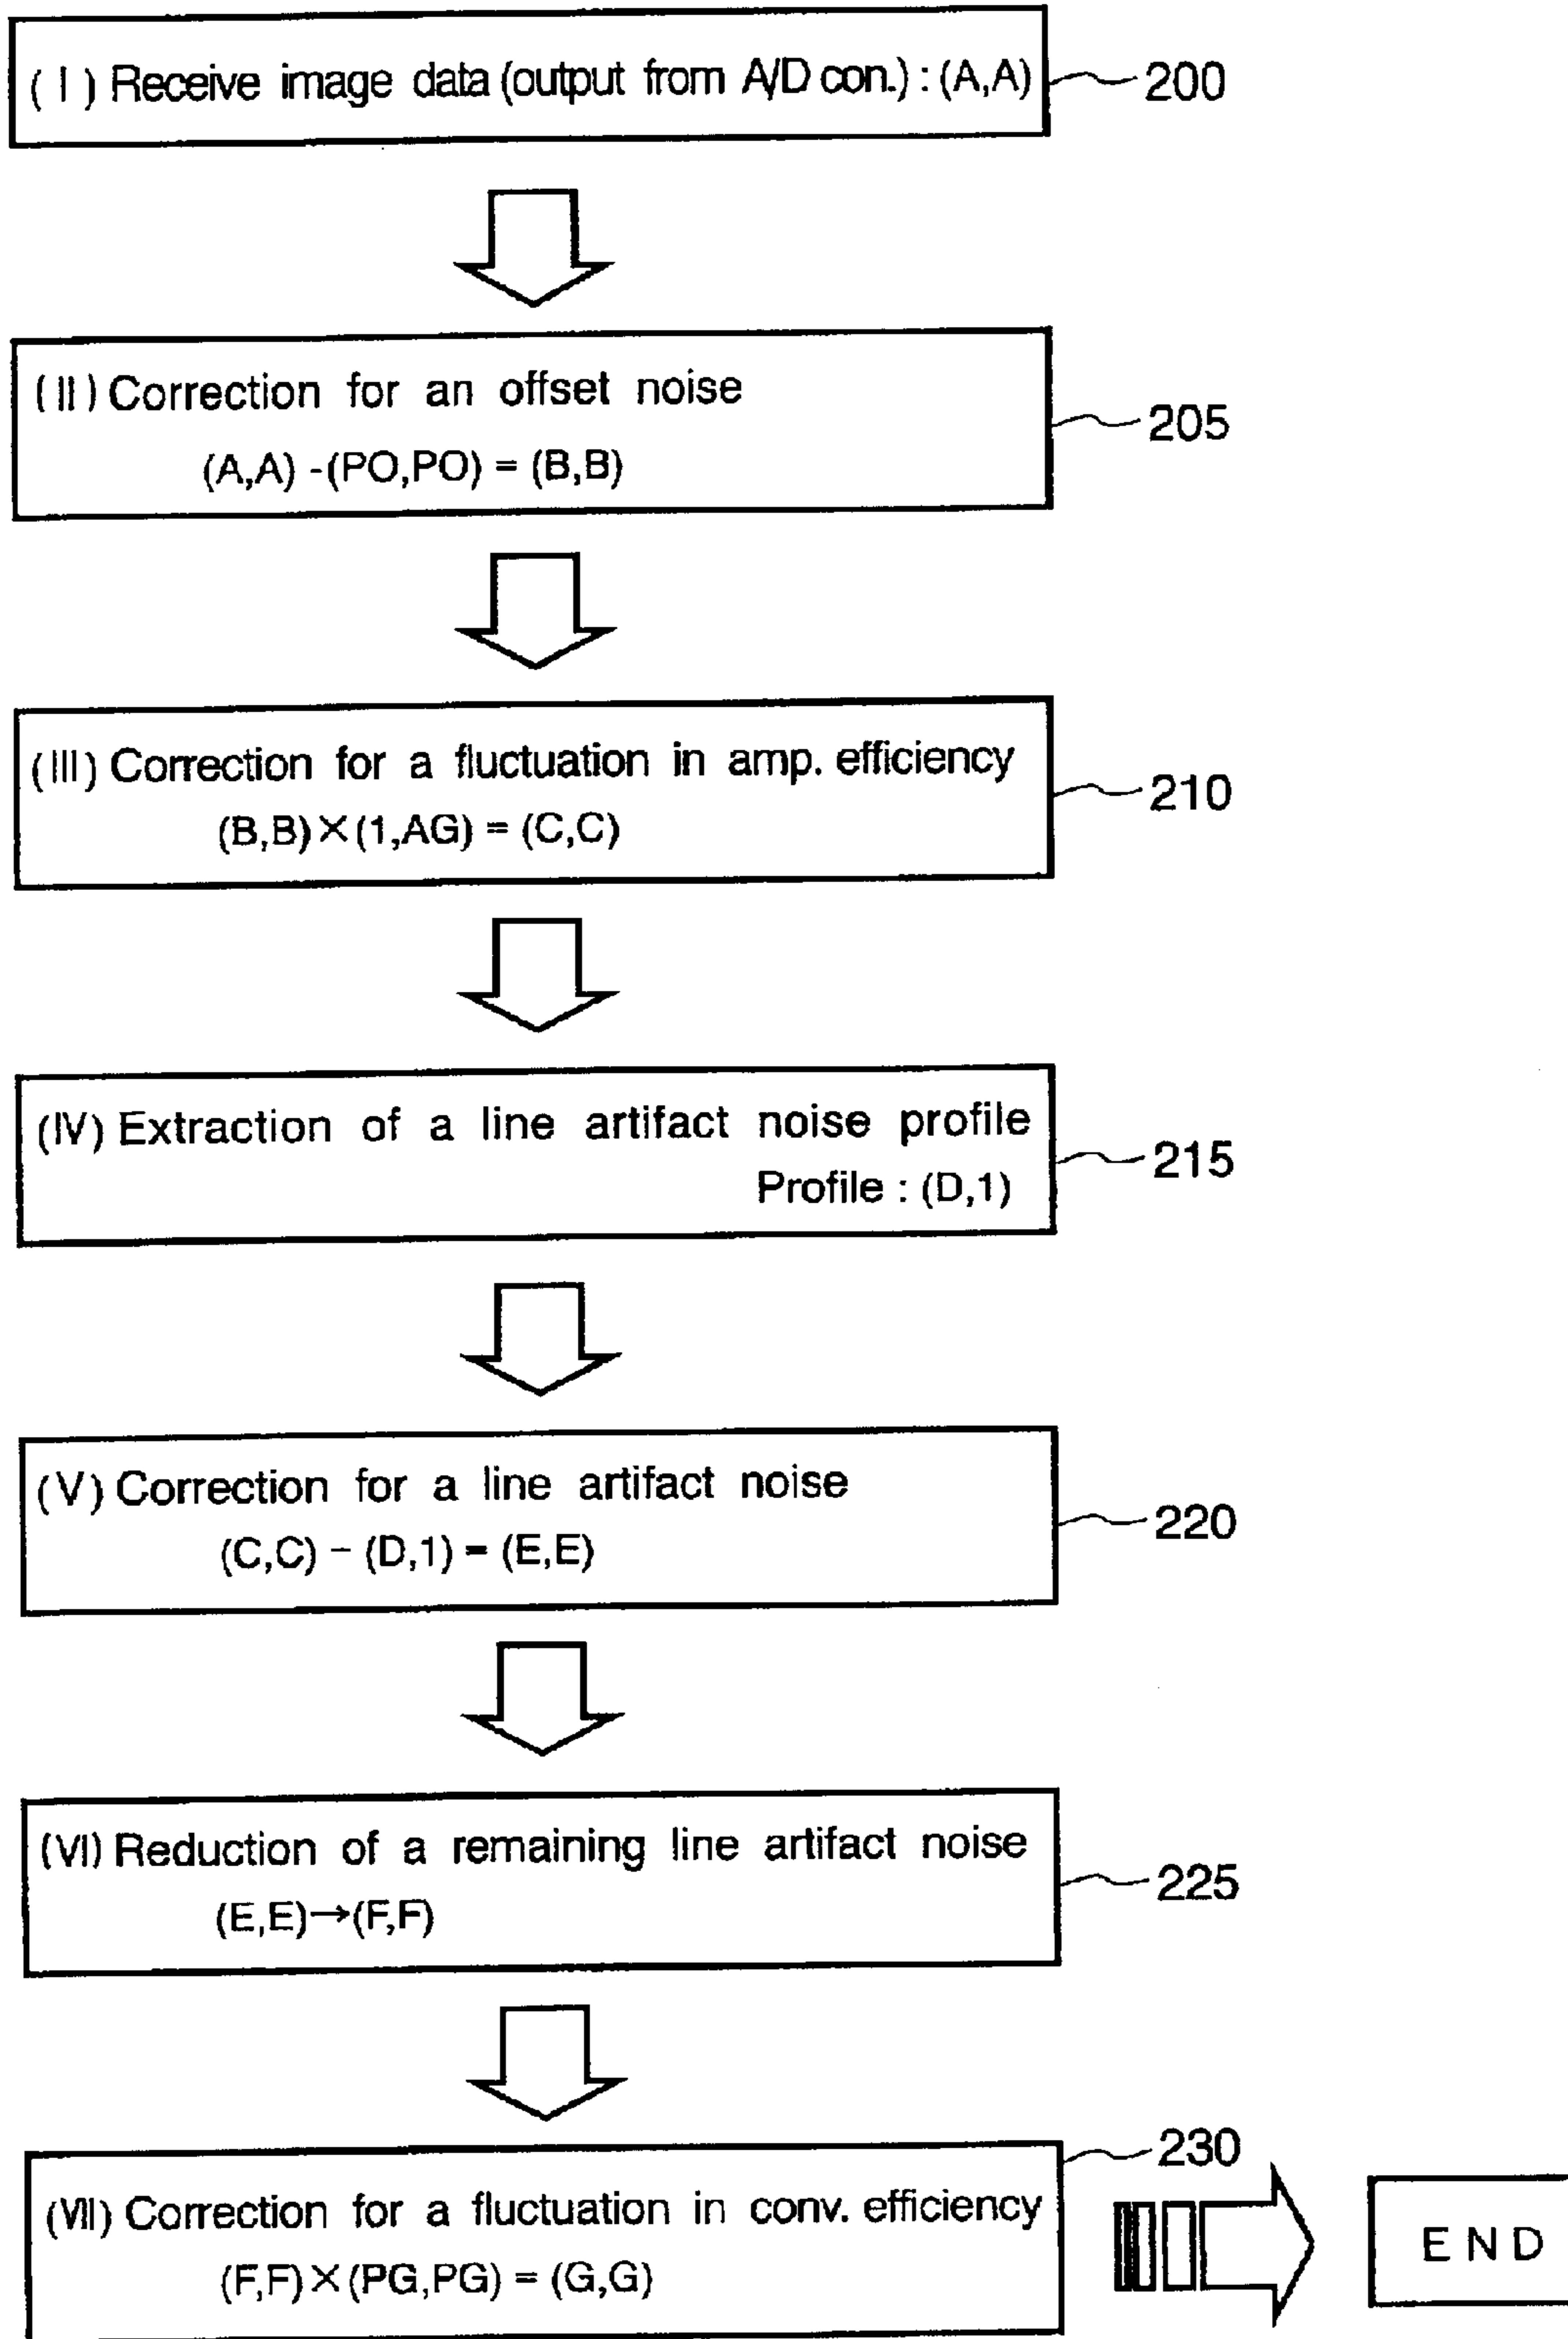 (I) Receive image data (output from A/D con.) : (A,A)
200
(II) Correction for an offset noise
(A,A) -(PO,PO) = (B,B)
205
(III) Correction for a fluctuation in amp. efficiency
(B,B)×(1,AG) = (C,C)
210
(IV) Extraction of a line artifact noise profile
Profile : (D,1)
215
(V) Correction for a line artifact noise
(C,C) - (D,1) = (E,E)
220
(VI) Reduction of a remaining line artifact noise
(E,E)→(F,F)
225
230
(VII) Correction for a fluctuation in conv. efficiency
(F,F)×(PG,PG) = (G,G)
END